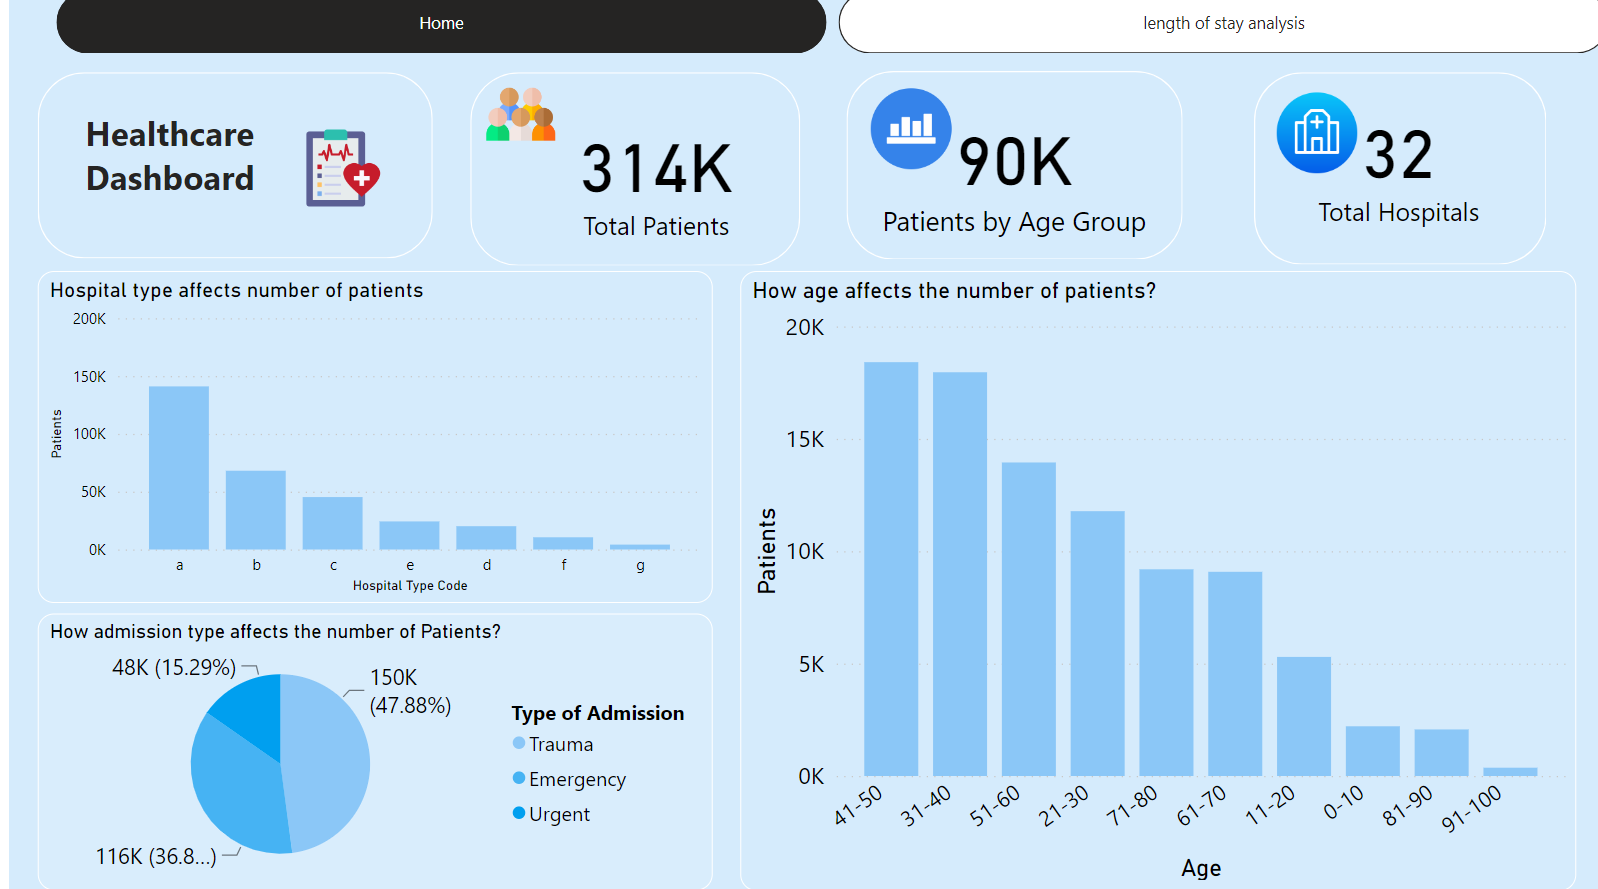 Home
length of stay analysis
Healthcare
Dashboard
314K
Total Patients
90K
Patients by Age Group
32
Total Hospitals
Hospital type affects number of patients
200K
150K
100K
50K
0K
Patients
a
b
c
e
d
f
g
Hospital Type Code
How admission type affects the number of Patients?
48K (15.29%)
150K
(47.88%)
116K (36.8...)
Type of Admission
Trauma
Emergency
Urgent
How age affects the number of patients?
20K
15K
10K
5K
0K
Patients
41-50
31-40
51-60
21-30
71-80
61-70
11-20
0-10
81-90
91-100
Age